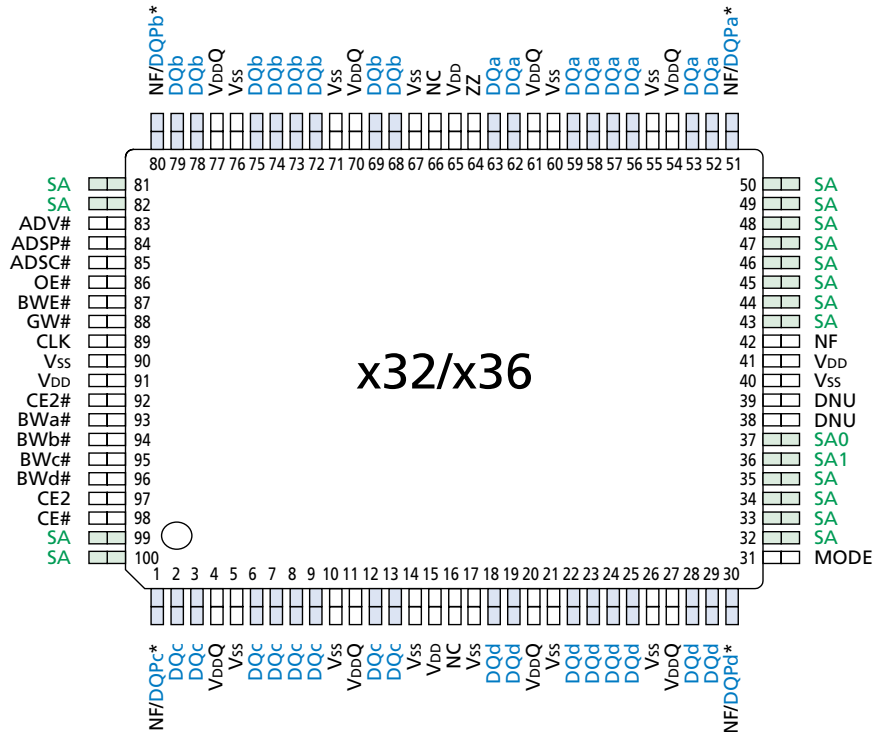 NF/DQPb*
DQb
DQb
VDDQ
Vss
DQb
DQb
DQb
DQb
Vss
VDDQ
DQb
DQb
Vss
NC
VDD
ZZ
DQa
DQa
VDDQ
Vss
DQa
DQa
DQa
DQa
Vss
VDDQ
DQa
DQa
NF/DQPa*
80 79 78 77 76 75 74 73 72 71 70 69 68 67 66 65 64 63 62 61 60 59 58 57 56 55 54 53 52 51
SA 81 50 SA
SA 82 49 SA
ADV# 83 48 SA
ADSP# 84 47 SA
ADSC# 85 46 SA
OE# 86 45 SA
BWE# 87 44 SA
GW# 88 43 SA
CLK 89 42 NF
Vss 90 41 VDD
VDD 91 40 Vss
x32/x36
CE2# 92 39 DNU
BWa# 93 38 DNU
BWb# 94 37 SA0
BWc# 95 36 SA1
BWd# 96 35 SA
CE2 97 34 SA
CE# 98 33 SA
SA 99 32 SA
SA 100 31 MODE
1 2 3 4 5 6 7 8 9 10 11 12 13 14 15 16 17 18 19 20 21 22 23 24 25 26 27 28 29 30
NF/DQPc*
DQc
DQc
VDDQ
Vss
DQc
DQc
DQc
DQc
Vss
VDDQ
DQc
DQc
Vss
VDD
NC
Vss
DQd
DQd
VDDQ
Vss
DQd
DQd
DQd
DQd
Vss
VDDQ
DQd
DQd
NF/DQPd*